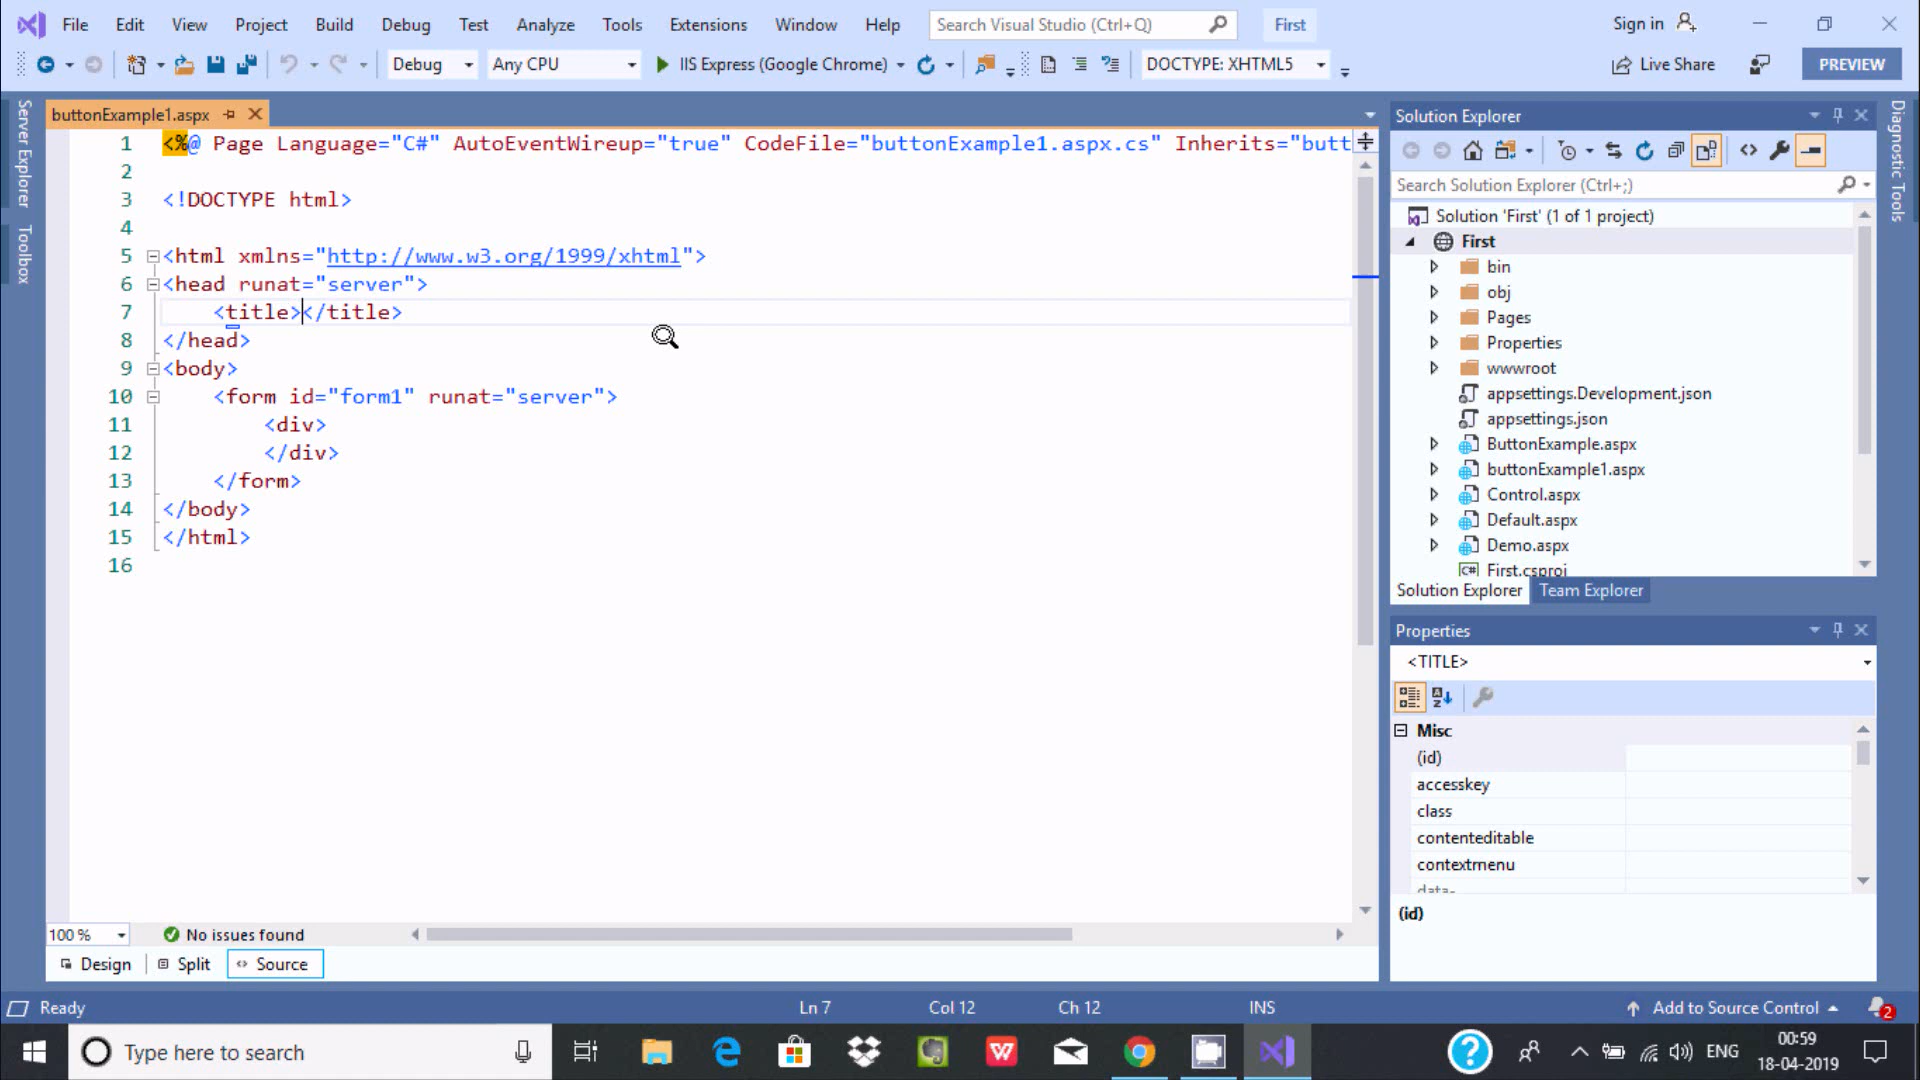 File Edit View Project Build Debug Test Analyze Tools Extensions Window Help Search Visual Studio (Ctrl+Q) First Sign in
Debug Any CPU IIS Express (Google Chrome) DOCTYPE: XHTML5 Live Share PREVIEW
Server Explorer
Toolbox
buttonExample1.aspx
1 <%@ Page Language="C#" AutoEventWireup="true" CodeFile="buttonExample1.aspx.cs" Inherits="butt
2
3 <!DOCTYPE html>
4
5 <html xmlns="http://www.w3.org/1999/xhtml">
6 <head runat="server">
7 <title></title>
8 </head>
9 <body>
10 <form id="form1" runat="server">
11 <div>
12 </div>
13 </form>
14 </body>
15 </html>
16
100 % No issues found
Design Split Source
Solution Explorer
Search Solution Explorer (Ctrl+;)
Solution 'First' (1 of 1 project)
First
bin
obj
Pages
Properties
wwwroot
appsettings.Development.json
appsettings.json
ButtonExample.aspx
buttonExample1.aspx
Control.aspx
Default.aspx
Demo.aspx
C# First.csproj
Solution Explorer Team Explorer
Properties
<TITLE>
Misc
(id)
accesskey
class
contenteditable
contextmenu
data-
(id)
Diagnostic Tools
Ready Ln 7 Col 12 Ch 12 INS Add to Source Control 2
Type here to search ENG 00:59
18-04-2019